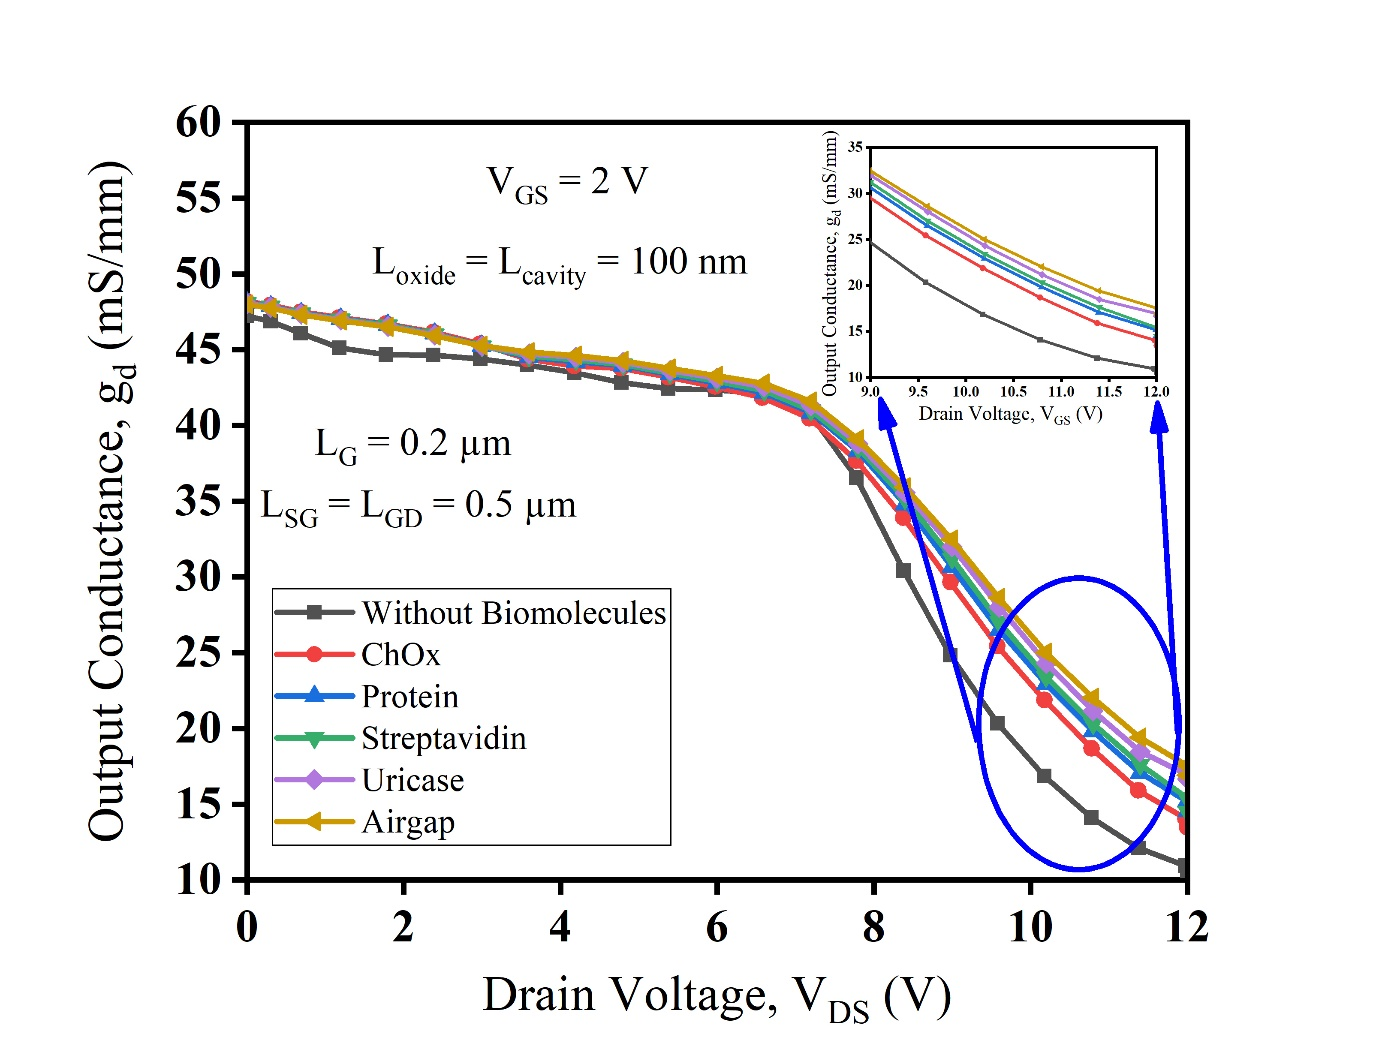 60
55
50
45
40
35
30
25
20
15
10
Output Conductance, gd (mS/mm)
VGS = 2 V
Loxide = Lcavity = 100 nm
LG = 0.2 µm
LSG = LGD = 0.5 µm
Without Biomolecules
ChOx
Protein
Streptavidin
Uricase
Airgap
0 2 4 6 8 10 12
Drain Voltage, VDS (V)
35
30
25
20
15
10
Output Conductance, gd (mS/mm)
9.0 9.5 10.0 10.5 11.0 11.5 12.0
Drain Voltage, VGS (V)